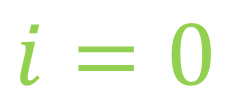 i = 0